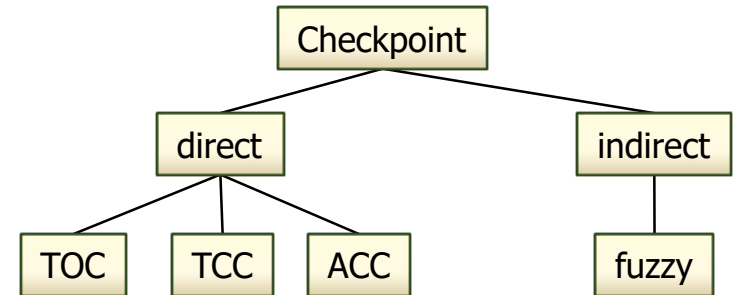 Checkpoint
direct
indirect
TOC
TCC
ACC
fuzzy